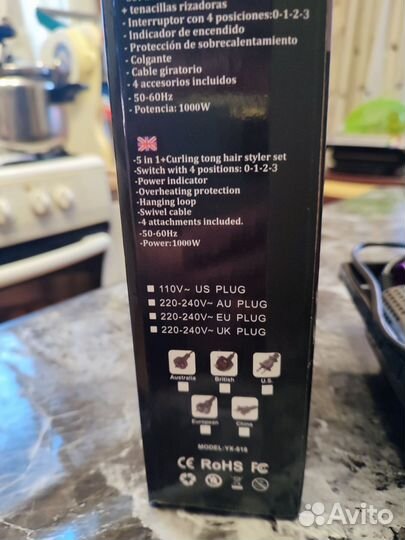 + tenacillas rizadoras
- Interruptor con 4 posiciones:0-1-2-3
- Indicador de encendido
- Protección de sobrecalentamiento
- Colgante
- Cable giratorio
- 4 accesorios incluidos
- 50-60Hz
- Potencia: 1000W
-5 in 1+Curling tong hair styler set
-Switch with 4 positions: 0-1-2-3
-Power indicator
-Overheating protection
-Hanging loop
-Swivel cable
-4 attachments included.
-50-60Hz
-Power:1000W
110V~ US PLUG
220-240V~ AU PLUG
220-240V~ EU PLUG
220-240V~ UK PLUG
Australia British U.S.
European China
MODEL:YX-818
CE RoHS FC
Avito